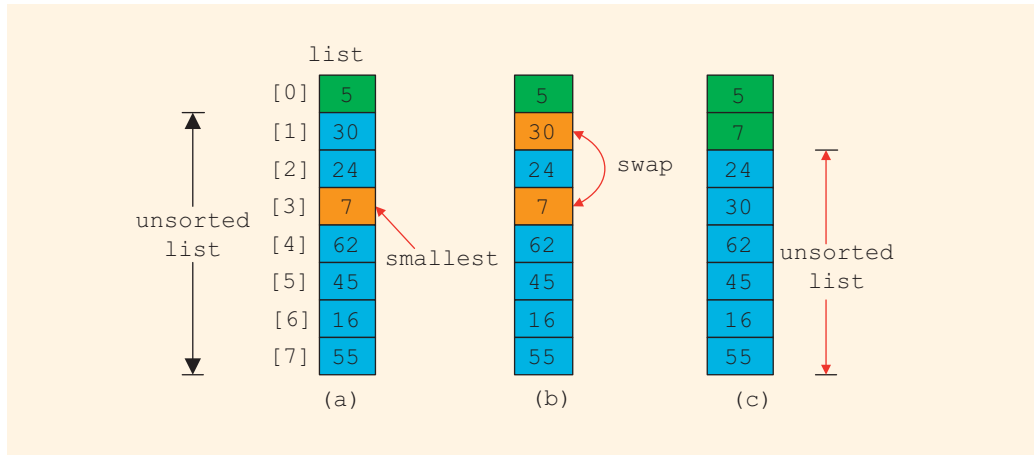 list
[0] 5 5 5
[1] 30 30 7
[2] 24 24 24
swap
[3] 7 7 30
unsorted
list
[4] 62 62 62
smallest
unsorted
list
[5] 45 45 45
[6] 16 16 16
[7] 55 55 55
(a) (b) (c)